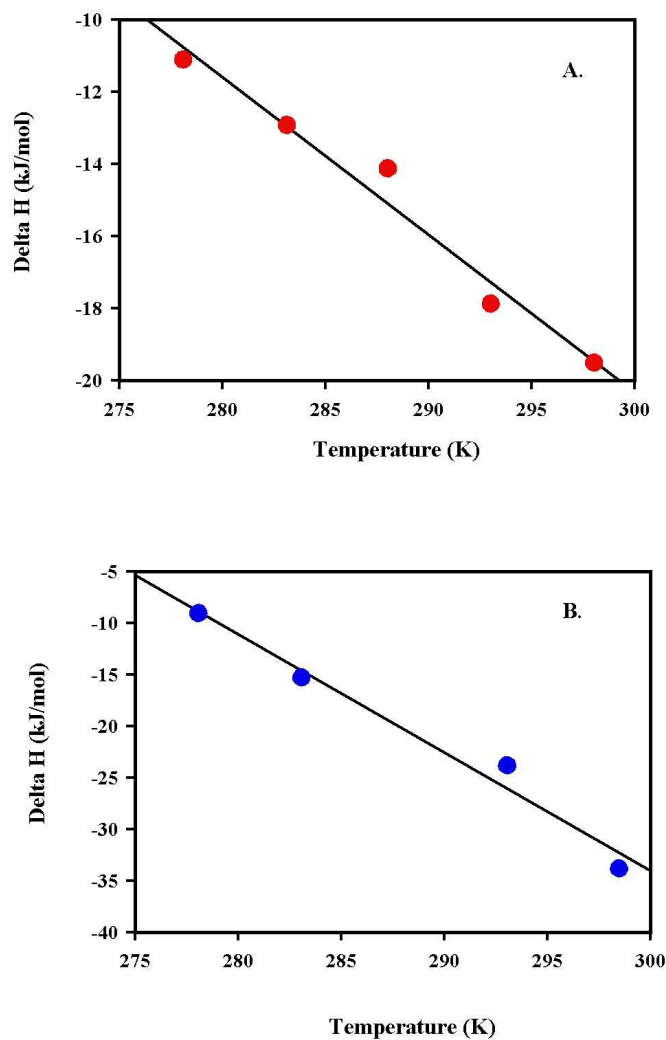 -10
-12
-14
-16
-18
-20
Delta H (kJ/mol)
A.
275 280 285 290 295 300
Temperature (K)
-5
-10
-15
-20
-25
-30
-35
-40
Delta H (kJ/mol)
B.
275 280 285 290 295 300
Temperature (K)